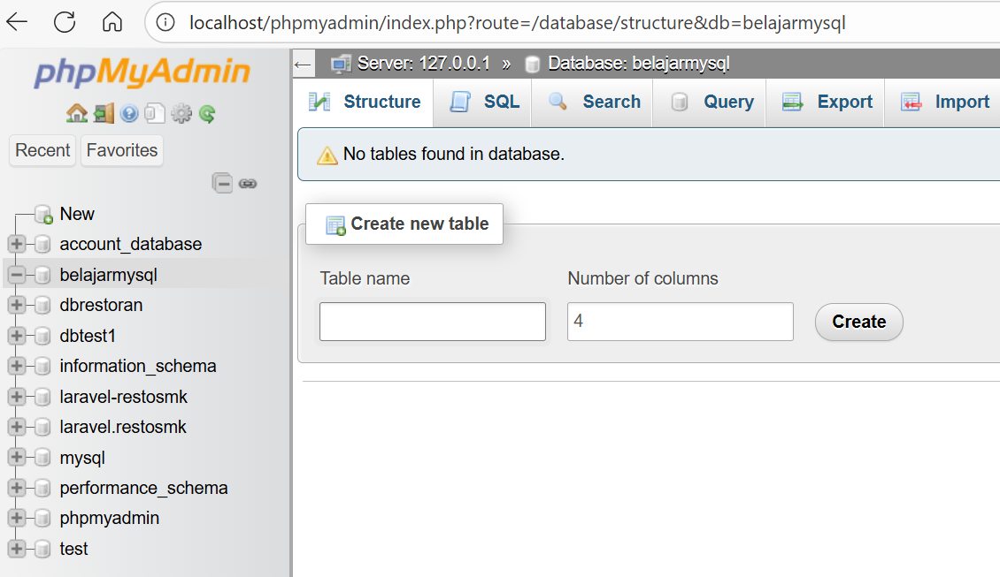 localhost/phpmyadmin/index.php?route=/database/structure&db=belajarmysql
phpMyAdmin
Recent Favorites
New
account_database
belajarmysql
dbrestoran
dbtest1
information_schema
laravel-restosmk
laravel.restosmk
mysql
performance_schema
phpmyadmin
test
Server: 127.0.0.1 » Database: belajarmysql
Structure SQL Search Query Export Import
No tables found in database.
Create new table
Table name Number of columns
4 Create